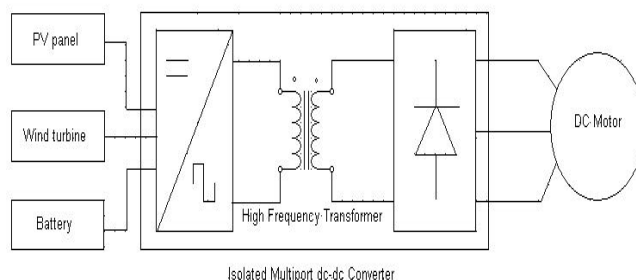 PV panel
Wind turbine
Battery
High Frequency Transformer
DC Motor
Isolated Multiport dc-dc Converter